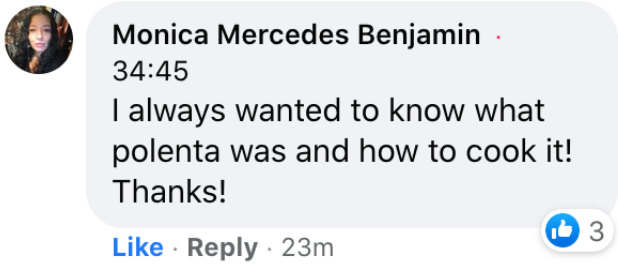 Monica Mercedes Benjamin ·
34:45
I always wanted to know what
polenta was and how to cook it!
Thanks!
3
Like · Reply · 23m